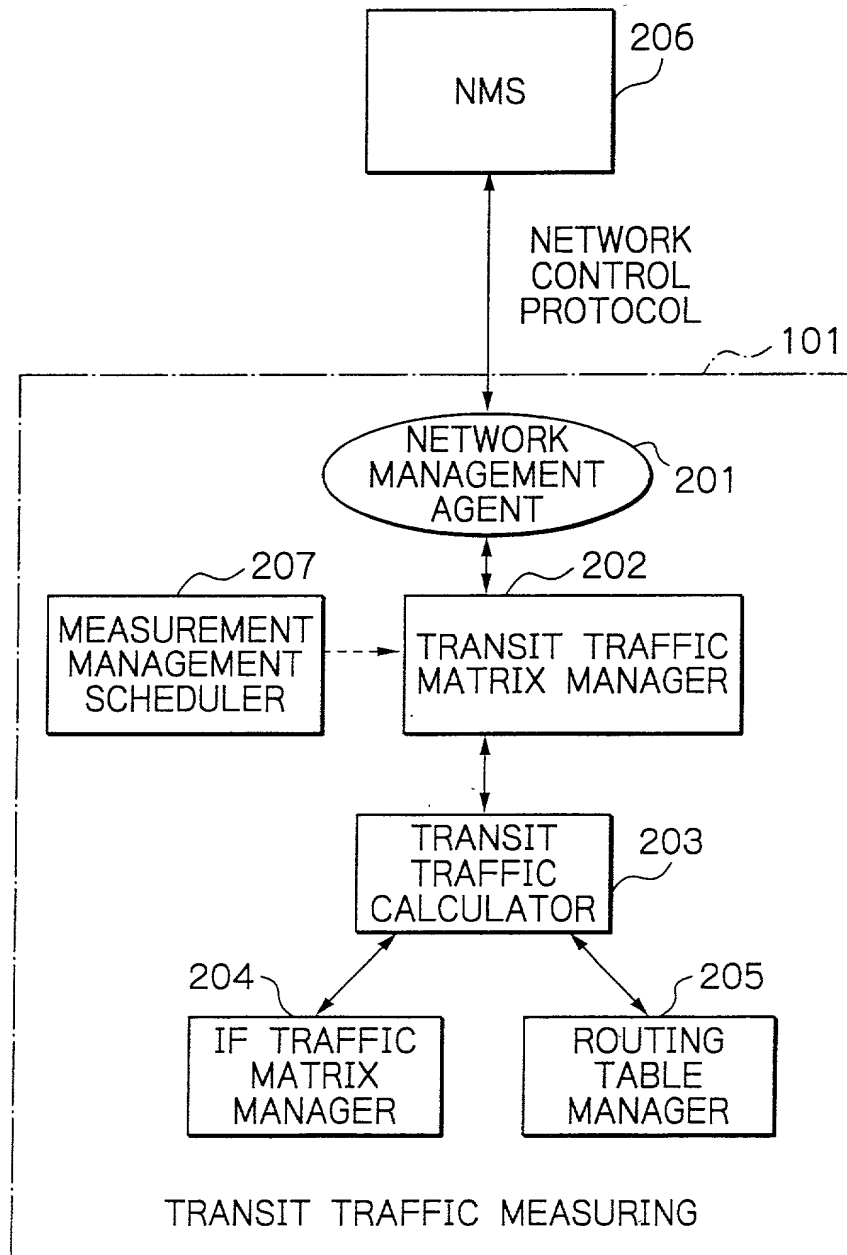 206
NMS
NETWORK
CONTROL
PROTOCOL
101
NETWORK
MANAGEMENT
AGENT
201
207
202
MEASUREMENT
MANAGEMENT
SCHEDULER
TRANSIT TRAFFIC
MATRIX MANAGER
TRANSIT
TRAFFIC
CALCULATOR
203
204
205
IF TRAFFIC
MATRIX
MANAGER
ROUTING
TABLE
MANAGER
TRANSIT TRAFFIC MEASURING